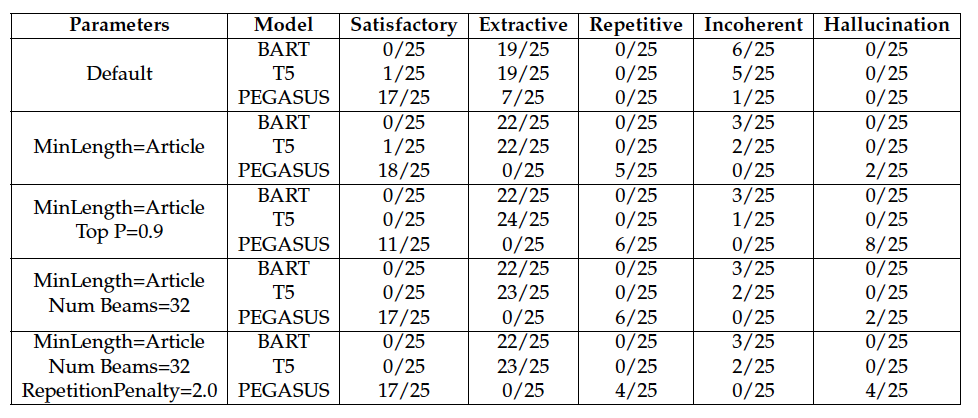 Parameters Model Satisfactory Extractive Repetitive Incoherent Hallucination
Default BART 0/25 19/25 0/25 6/25 0/25
T5 1/25 19/25 0/25 5/25 0/25
PEGASUS 17/25 7/25 0/25 1/25 0/25
MinLength=Article BART 0/25 22/25 0/25 3/25 0/25
T5 1/25 22/25 0/25 2/25 0/25
PEGASUS 18/25 0/25 5/25 0/25 2/25
MinLength=Article BART 0/25 22/25 0/25 3/25 0/25
Top P=0.9 T5 0/25 24/25 0/25 1/25 0/25
PEGASUS 11/25 0/25 6/25 0/25 8/25
MinLength=Article BART 0/25 22/25 0/25 3/25 0/25
Num Beams=32 T5 0/25 23/25 0/25 2/25 0/25
PEGASUS 17/25 0/25 6/25 0/25 2/25
MinLength=Article BART 0/25 22/25 0/25 3/25 0/25
Num Beams=32 T5 0/25 23/25 0/25 2/25 0/25
RepetitionPenalty=2.0 PEGASUS 17/25 0/25 4/25 0/25 4/25